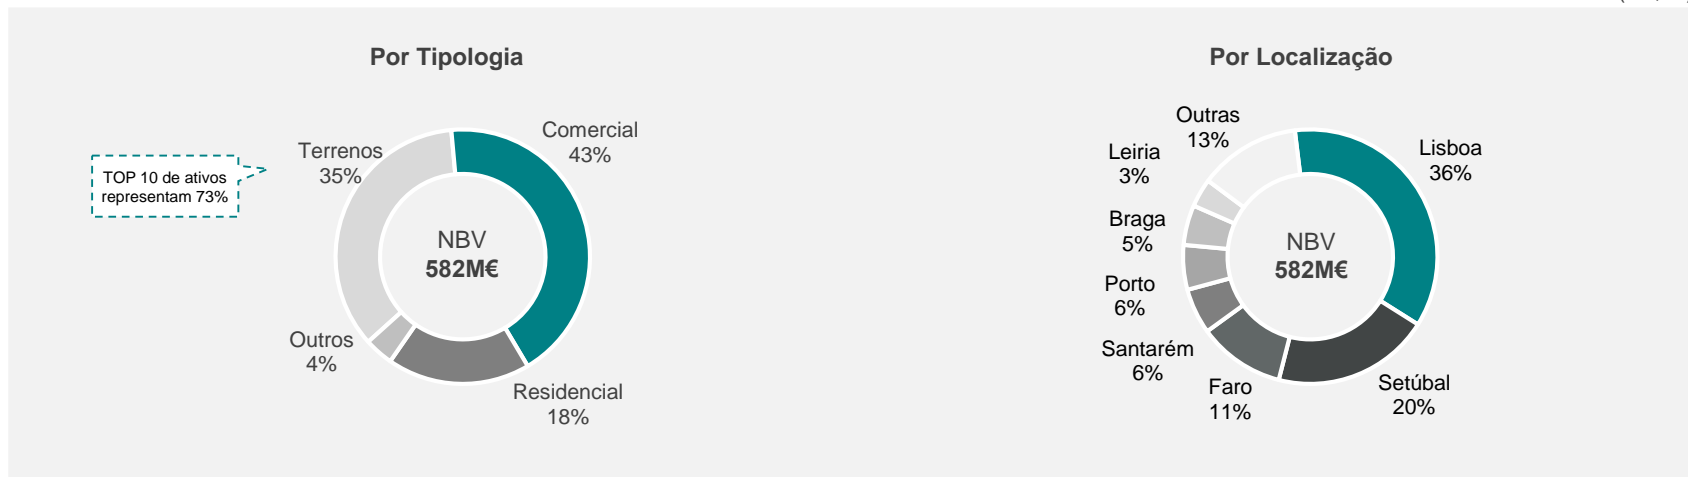 Por Tipologia
Comercial
43%
Terrenos
35%
TOP 10 de ativos
representam 73%
NBV
582M€
Outros
4%
Residencial
18%
Por Localização
Outras
13%
Lisboa
36%
Leiria
3%
Braga
5%
NBV
582M€
Porto
6%
Santarém
6%
Faro
11%
Setúbal
20%